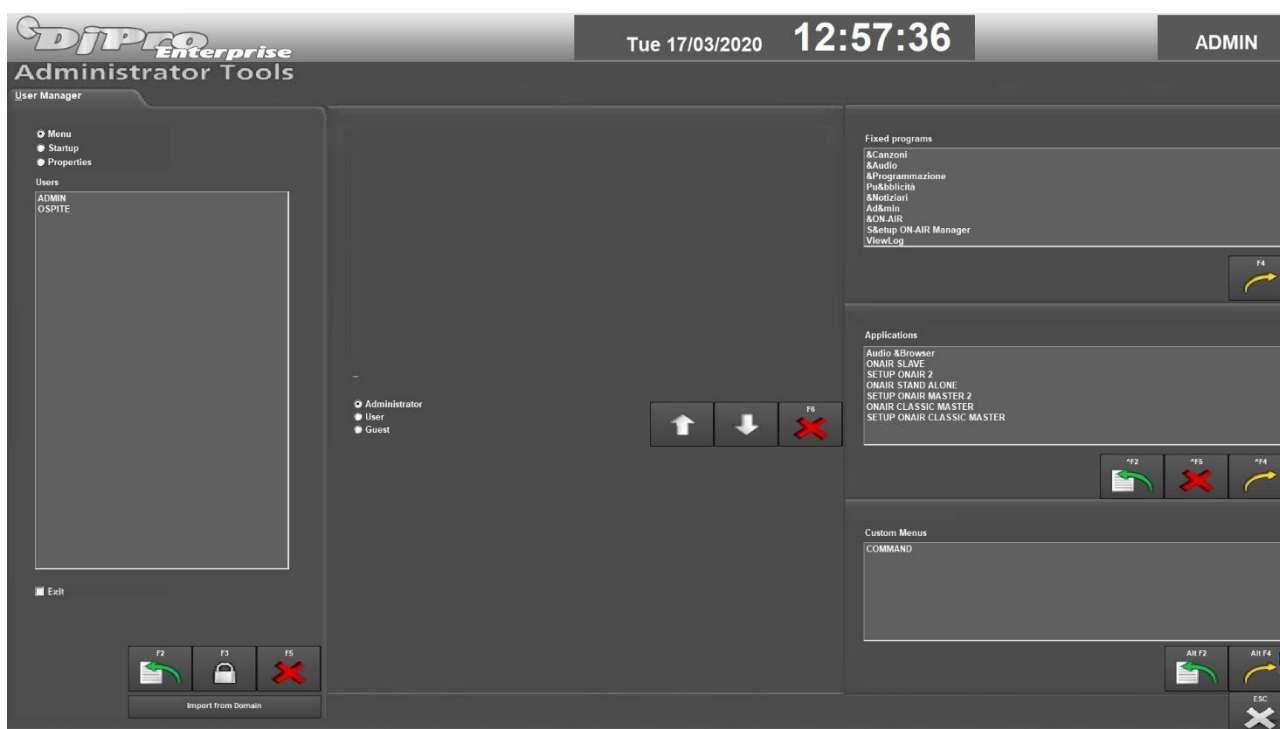 DjPro
Enterprise
Tue 17/03/2020 12:57:36
ADMIN
Administrator Tools
User Manager
Menu
Startup
Properties
Users
ADMIN
OSPITE
Exit
F2
F3
F5
Import from Domain
-
Administrator
User
Guest
F6
Fixed programs
&Canzoni
&Audio
&Programmazione
Pu&bblicità
&Notiziari
Ad&min
&ON-AIR
S&etup ON-AIR Manager
ViewLog
F4
Applications
Audio &Browser
ONAIR SLAVE
SETUP ONAIR 2
ONAIR STAND ALONE
SETUP ONAIR MASTER 2
ONAIR CLASSIC MASTER
SETUP ONAIR CLASSIC MASTER
^F2
^F5
^F4
Custom Menus
COMMAND
Alt F2
Alt F4
ESC